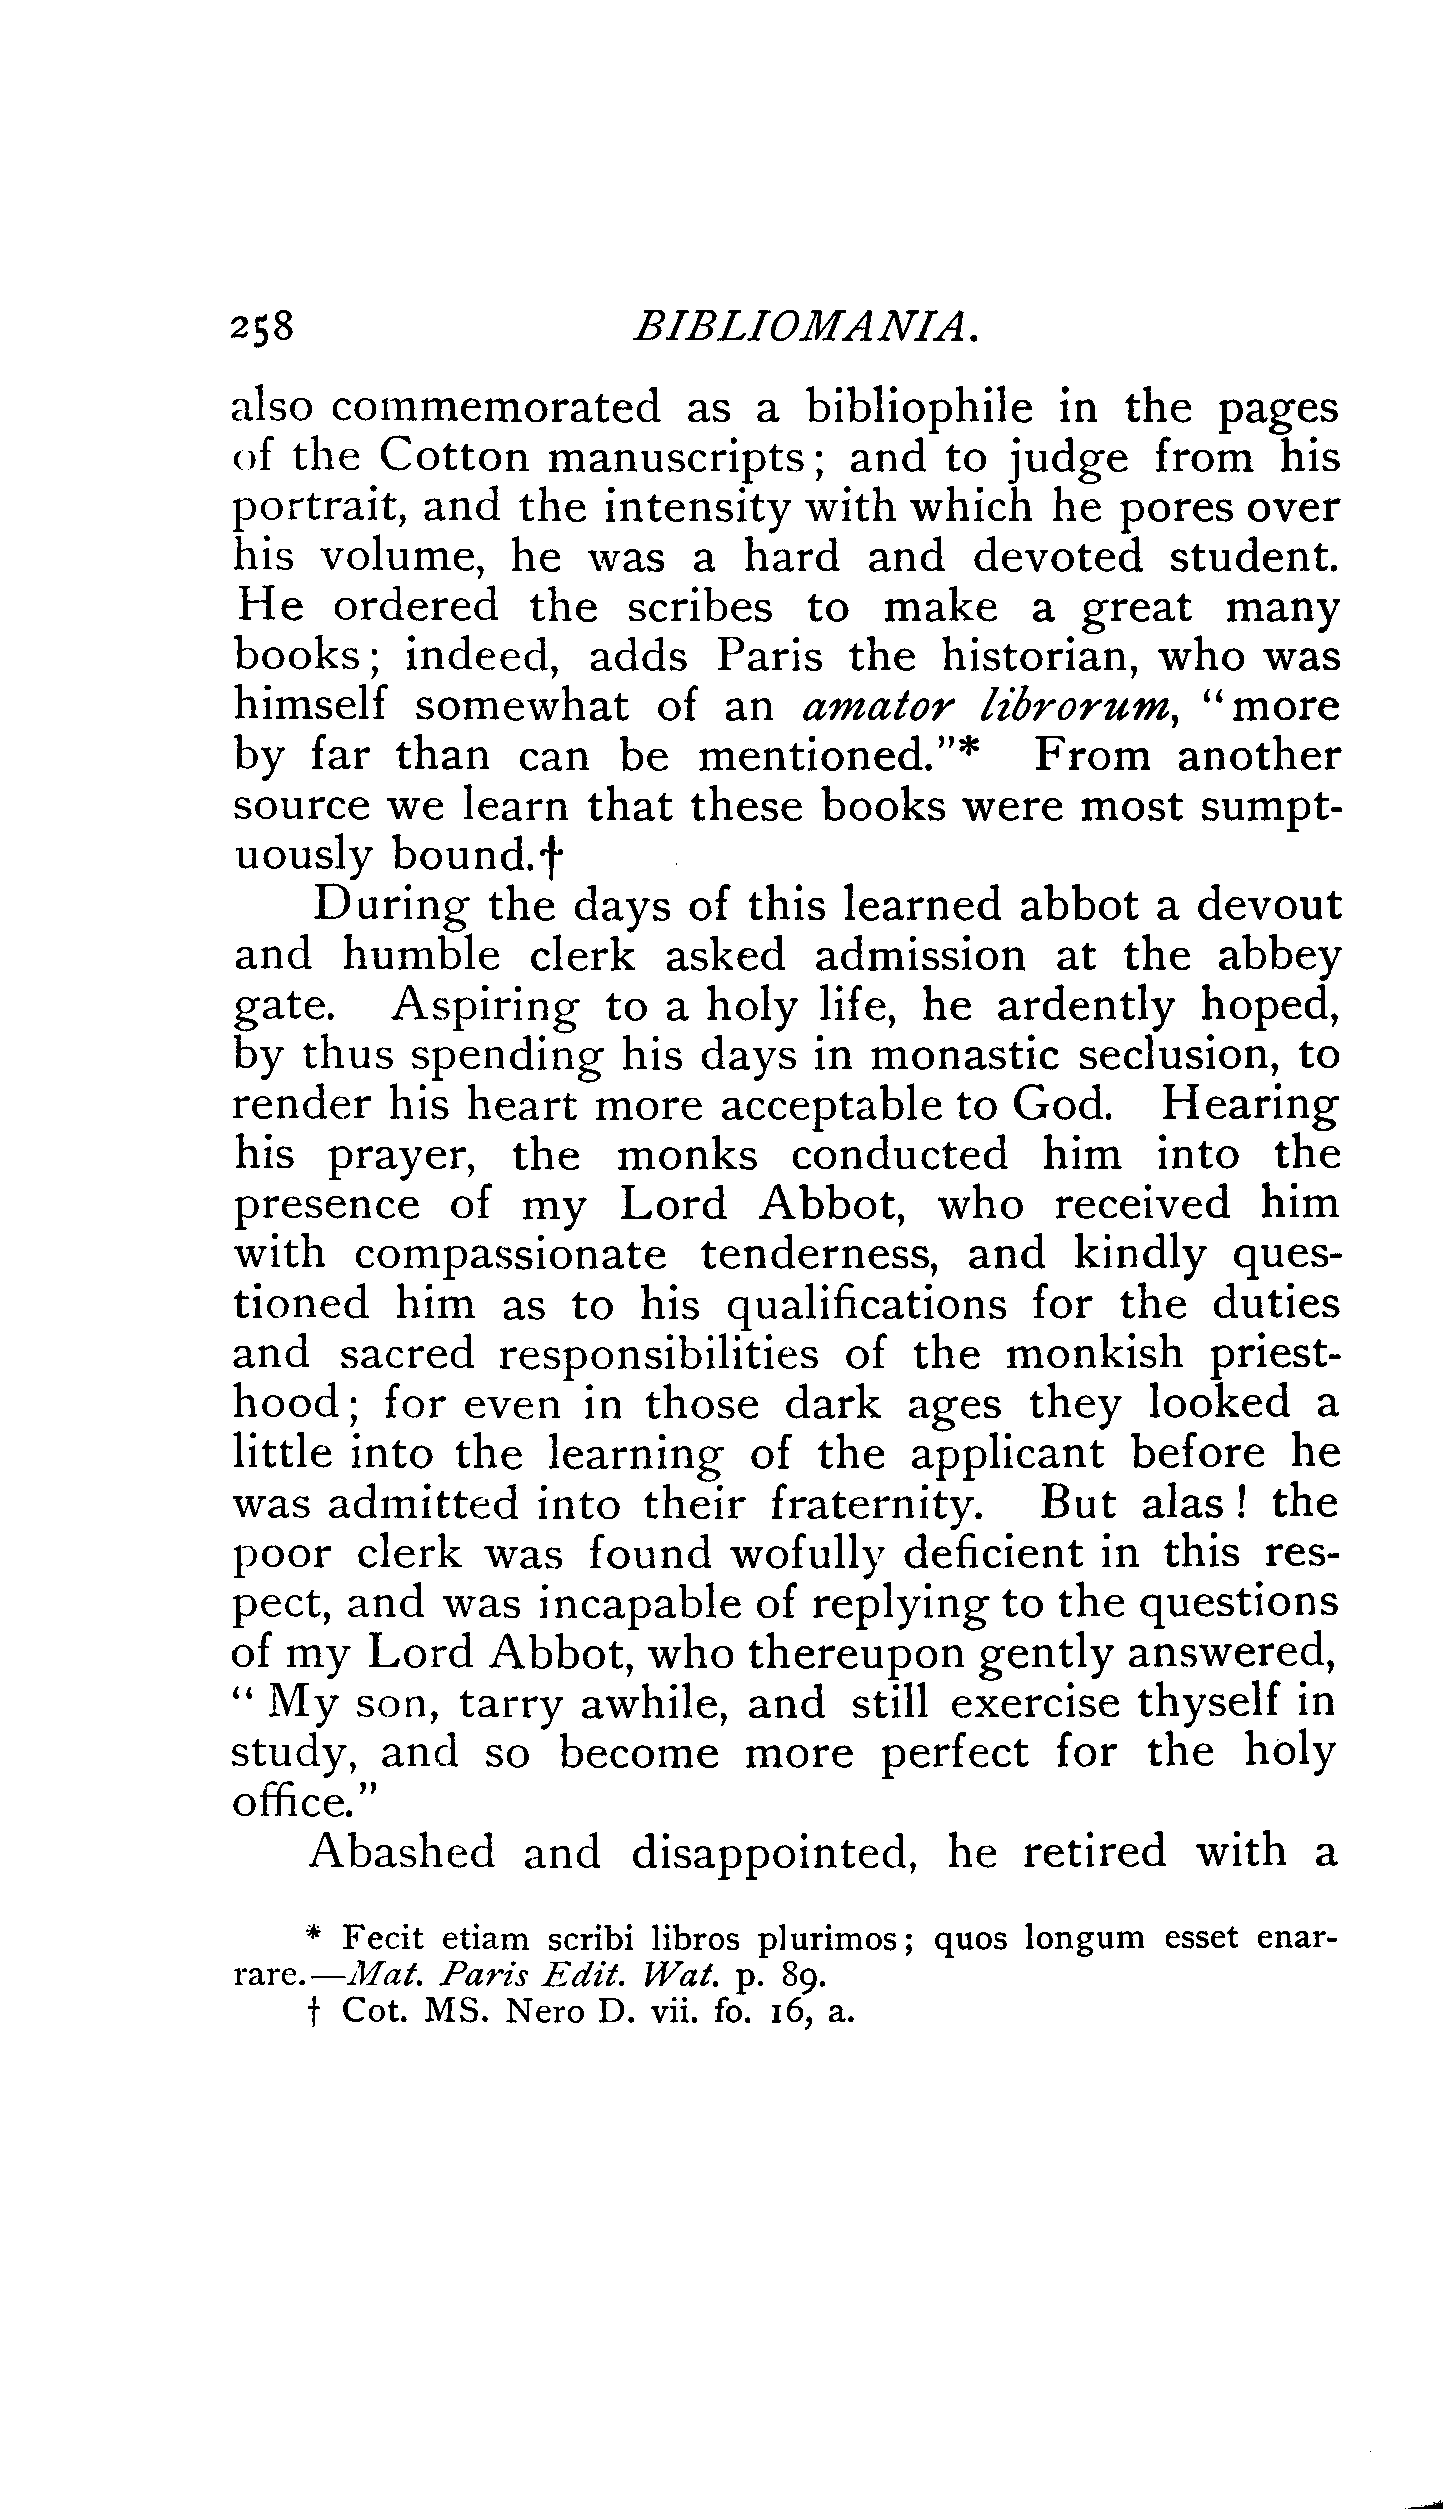 258 BIBLIOMANIA.
also commemorated as a bibliophile in the pages
of the Cotton manuscripts; and to judge from his
portrait, and the intensity with which he pores over
his volume, he was a hard and devoted student.
He ordered the scribes to make a great many
books; indeed, adds Paris the historian, who was
himself somewhat of an amator librorum, "more
by far than can be mentioned."* From another
source we learn that these books were most sumpt-
uously bound.†
During the days of this learned abbot a devout
and humble clerk asked admission at the abbey
gate. Aspiring to a holy life, he ardently hoped,
by thus spending his days in monastic seclusion, to
render his heart more acceptable to God. Hearing
his prayer, the monks conducted him into the
presence of my Lord Abbot, who received him
with compassionate tenderness, and kindly ques-
tioned him as to his qualifications for the duties
and sacred responsibilities of the monkish priest-
hood; for even in those dark ages they looked a
little into the learning of the applicant before he
was admitted into their fraternity. But alas! the
poor clerk was found wofully deficient in this res-
pect, and was incapable of replying to the questions
of my Lord Abbot, who thereupon gently answered,
"My son, tarry awhile, and still exercise thyself in
study, and so become more perfect for the holy
office."
Abashed and disappointed, he retired with a
* Fecit etiam scribi libros plurimos; quos longum esset enar-
rare.—Mat. Paris Edit. Wat. p. 89.
† Cot. MS. Nero D. vii. fo. 16, a.